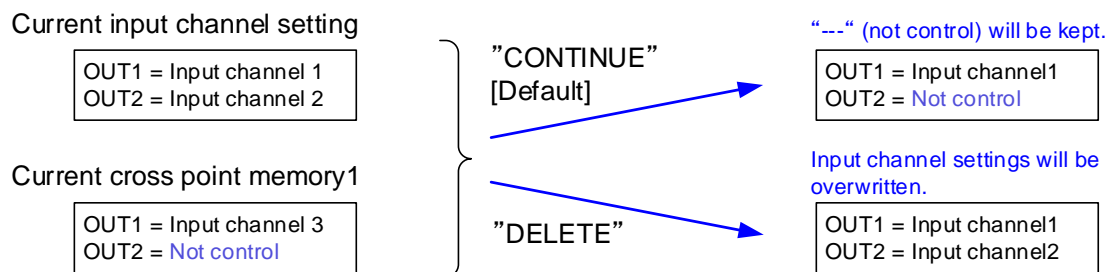 Current input channel setting
OUT1 = Input channel 1
OUT2 = Input channel 2
Current cross point memory1
OUT1 = Input channel 3
OUT2 = Not control
”CONTINUE”
[Default]
”DELETE”
“---“ (not control) will be kept.
OUT1 = Input channel1
OUT2 = Not control
Input channel settings will be
overwritten.
OUT1 = Input channel1
OUT2 = Input channel2